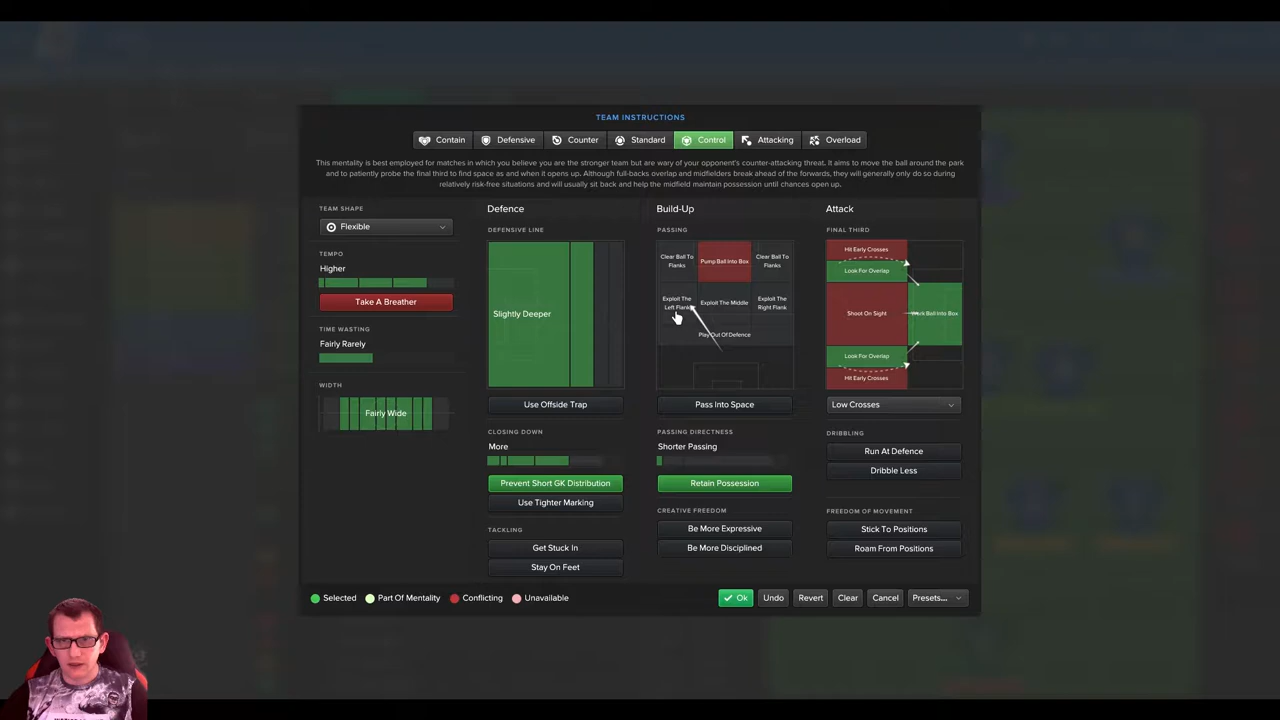 TEAM INSTRUCTIONS
Contain
Defensive
Counter
Standard
Control
Attacking
Overload
This mentality is best employed for matches in which you believe you are the stronger team but are wary of your opponent's counter-attacking threat. It aims to move the ball around the park
and to patiently probe the final third to find space as and when it opens up. Although full-backs overlap and midfielders break ahead of the forwards, they will generally only do so during
relatively risk-free situations and will usually sit back and help the midfield maintain possession until chances open up.
TEAM SHAPE
Flexible
TEMPO
Higher
Take A Breather
TIME WASTING
Fairly Rarely
WIDTH
Fairly Wide
Defence
DEFENSIVE LINE
Slightly Deeper
Use Offside Trap
CLOSING DOWN
More
Prevent Short GK Distribution
Use Tighter Marking
TACKLING
Get Stuck In
Stay On Feet
Build-Up
PASSING
Clear Ball To
Flanks
Pump Ball Into Box
Clear Ball To
Flanks
Exploit The
Left Flank
Exploit The Middle
Exploit The
Right Flank
Play Out Of Defence
Pass Into Space
PASSING DIRECTNESS
Shorter Passing
Retain Possession
CREATIVE FREEDOM
Be More Expressive
Be More Disciplined
Attack
FINAL THIRD
Hit Early Crosses
Look For Overlap
Shoot On Sight
Work Ball Into Box
Look For Overlap
Hit Early Crosses
Low Crosses
DRIBBLING
Run At Defence
Dribble Less
FREEDOM OF MOVEMENT
Stick To Positions
Roam From Positions
Selected
Part Of Mentality
Conflicting
Unavailable
Ok
Undo
Revert
Clear
Cancel
Presets...